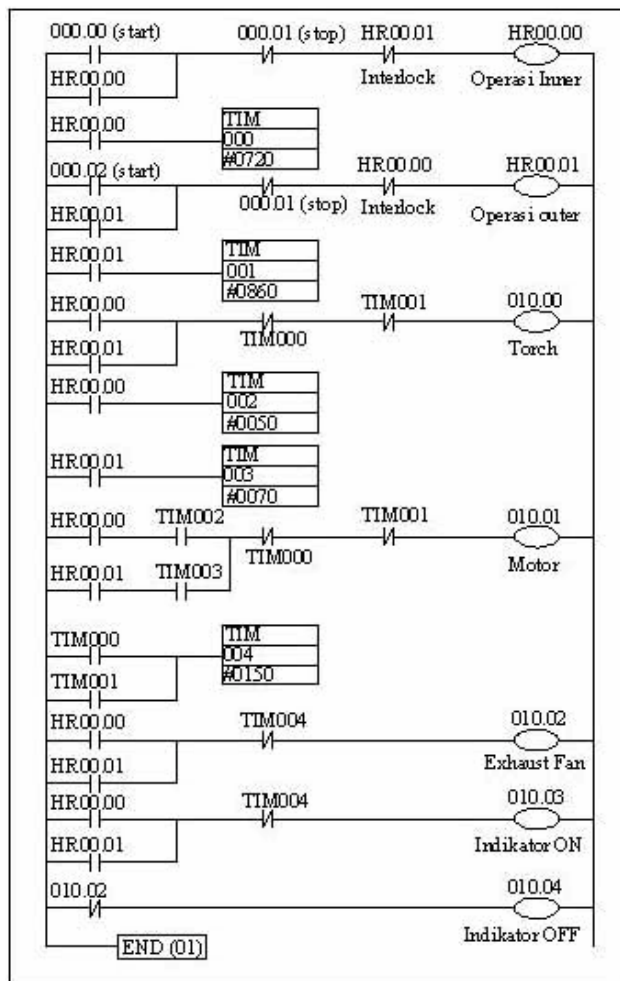 000.00 (start) 000.01 (stop) HR00.01 HR00.00
HR00.00 Interlock Operasi Inner
HR00.00 TIM
000
#0720
000.02 (start) HR00.00 HR00.01
HR00.01 000.01 (stop) Interlock Operasi outer
HR00.01 TIM
001
#0860
HR00.00 TIM001 010.00
HR00.01 TIM000 Torch
HR00.00 TIM
002
#0050
HR00.01 TIM
003
#0070
HR00.00 TIM002 TIM001 010.01
HR00.01 TIM003 TIM000 Motor
TIM000 TIM
004
#0150
TIM001
HR00.00 TIM004 010.02
HR00.01 Exhaust Fan
HR00.00 TIM004 010.03
HR00.01 Indikator ON
010.02 010.04
Indikator OFF
END (01)